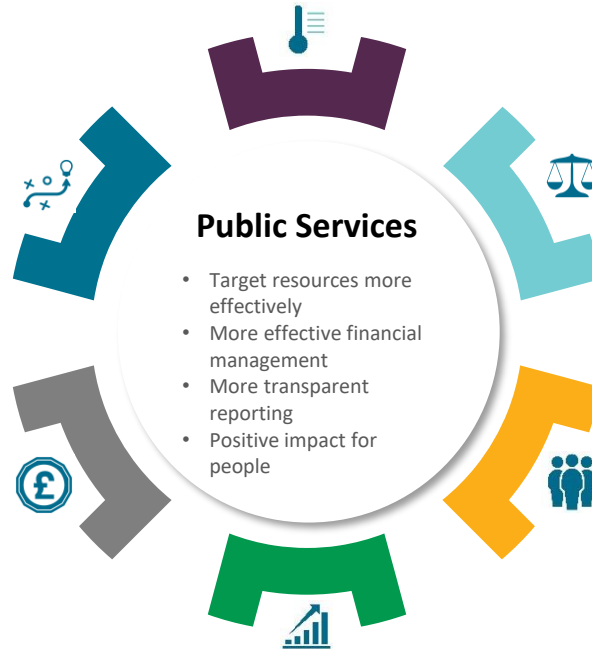 Public Services
• Target resources more
effectively
• More effective financial
management
• More transparent
reporting
• Positive impact for
people
£